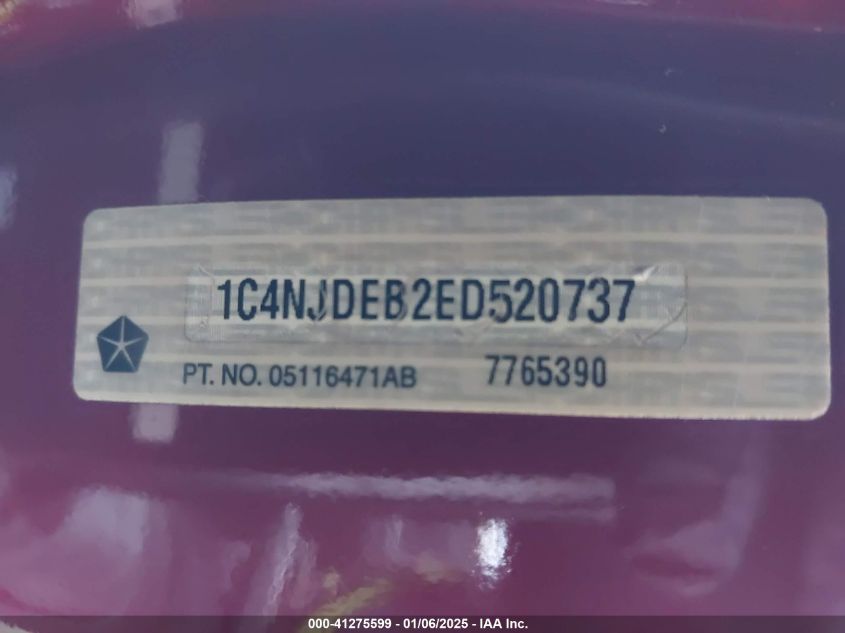 1C4NJDEB2ED520737
PT. NO. 05116471AB 7765390
000-41275599 - 01/06/2025 - IAA Inc.